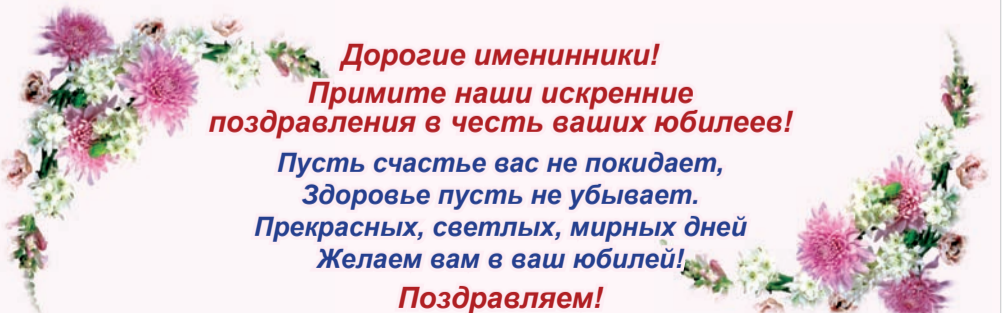 Дорогие именинники!
Примите наши искренние
поздравления в честь ваших юбилеев!
Пусть счастье вас не покидает,
Здоровье пусть не убывает.
Прекрасных, светлых, мирных дней
Желаем вам в ваш юбилей!
Поздравляем!